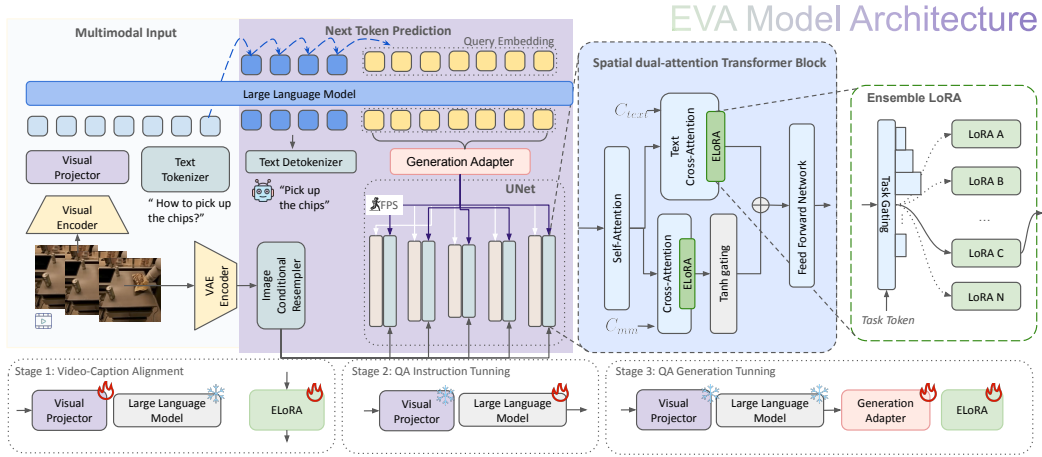 EVA Model Architecture
Multimodal Input
Next Token Prediction
Query Embedding
Large Language Model
Visual
Projector
Text
Tokenizer
Text Detokenizer
Generation Adapter
" How to pick up
the chips?"
"Pick up
the chips"
UNet
FPS
Visual
Encoder
VAE
Encoder
Image
Conditional
Resempler
Spatial dual-attention Transformer Block
C_text
Self-Attention
Text
Cross-Attention
ELoRA
Cross-Attention
ELoRA
Tanh gating
C_mm
Feed Forward Network
Ensemble LoRA
Task Gating
LoRA A
LoRA B
...
LoRA C
LoRA N
Task Token
Stage 1: Video-Caption Alignment
Visual
Projector
Large Language
Model
ELoRA
Stage 2: QA Instruction Tunning
Visual
Projector
Large Language
Model
Stage 3: QA Generation Tunning
Visual
Projector
Large Language
Model
Generation
Adapter
ELoRA